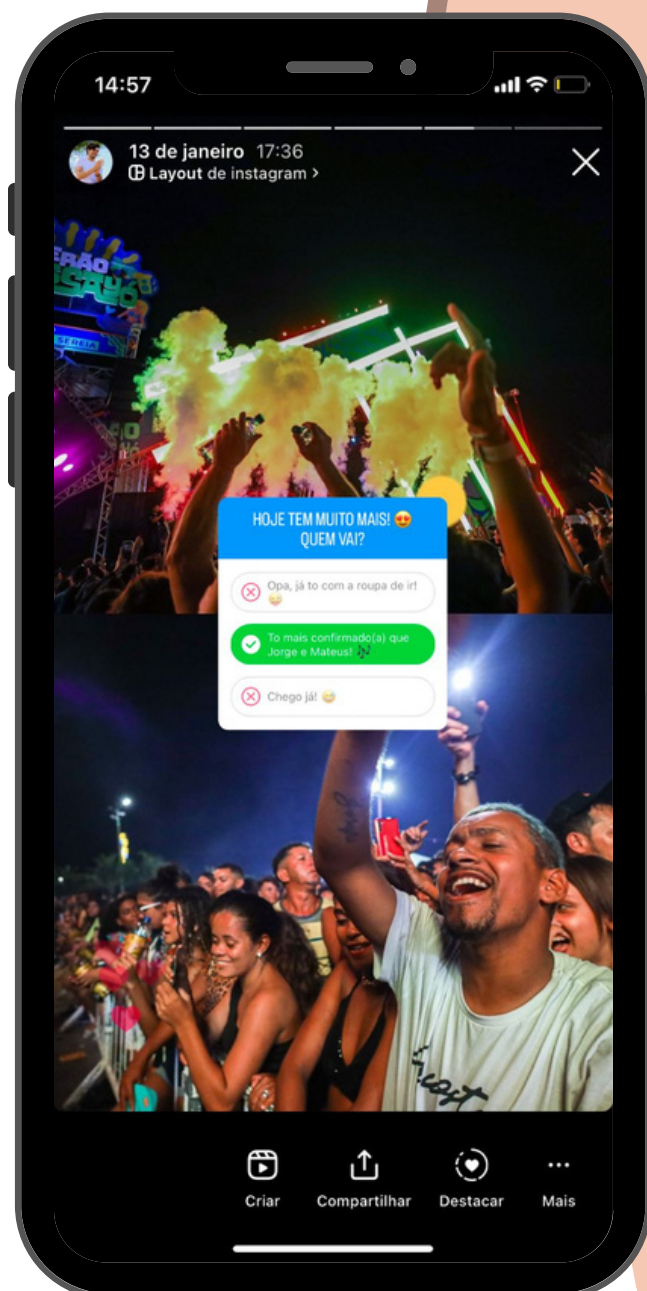 14:57
13 de janeiro 17:36
Layout de instagram >
SEREIA
HOJE TEM MUITO MAIS! 😍
QUEM VAI?
Opa, já to com a roupa de ir!
😅
To mais confirmado(a) que
Jorge e Mateus! 🎶
Chego já! 😅
Criar Compartilhar Destacar Mais